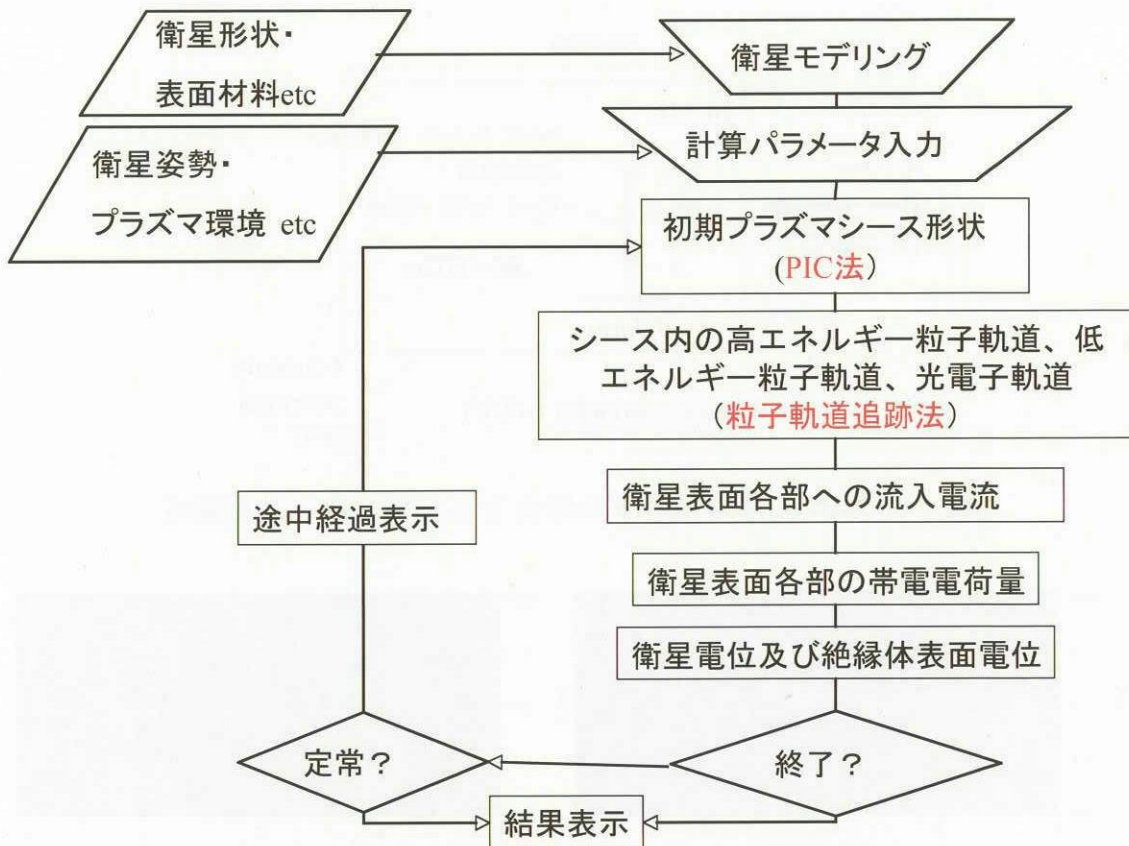 衛星形状・
表面材料etc
衛星モデリング
衛星姿勢・
プラズマ環境 etc
計算パラメータ入力
初期プラズマシース形状
(PIC法)
シース内の高エネルギー粒子軌道、低
エネルギー粒子軌道、光電子軌道
(粒子軌道追跡法)
衛星表面各部への流入電流
途中経過表示
衛星表面各部の帯電電荷量
衛星電位及び絶縁体表面電位
定常？
終了？
結果表示